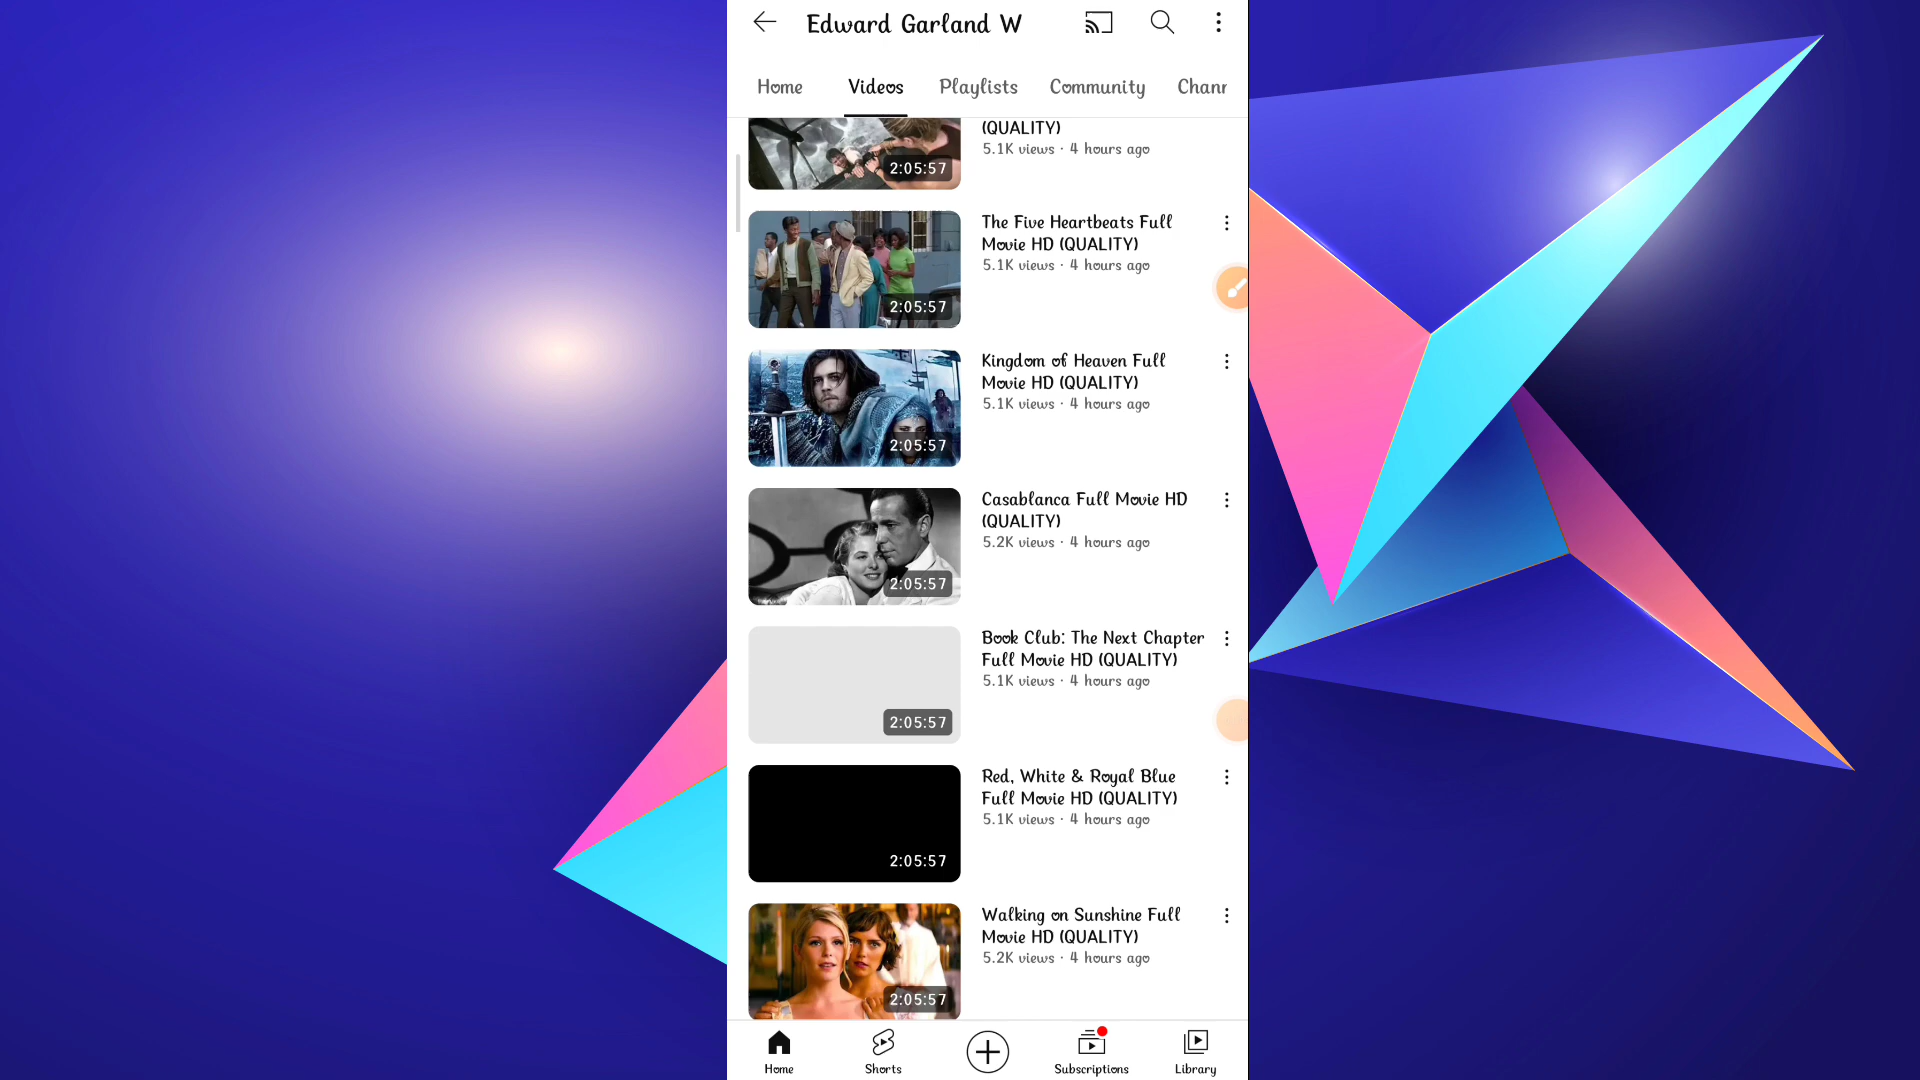 Edward Garland W
Home Videos Playlists Community Chanr
(QUALITY)
5.1K views · 4 hours ago
2:05:57
The Five Heartbeats Full
Movie HD (QUALITY)
5.1K views · 4 hours ago
2:05:57
Kingdom of Heaven Full
Movie HD (QUALITY)
5.1K views · 4 hours ago
2:05:57
Casablanca Full Movie HD
(QUALITY)
5.2K views · 4 hours ago
2:05:57
Book Club: The Next Chapter
Full Movie HD (QUALITY)
5.1K views · 4 hours ago
2:05:57
Red, White & Royal Blue
Full Movie HD (QUALITY)
5.1K views · 4 hours ago
2:05:57
Walking on Sunshine Full
Movie HD (QUALITY)
5.2K views · 4 hours ago
2:05:57
Home Shorts Subscriptions Library